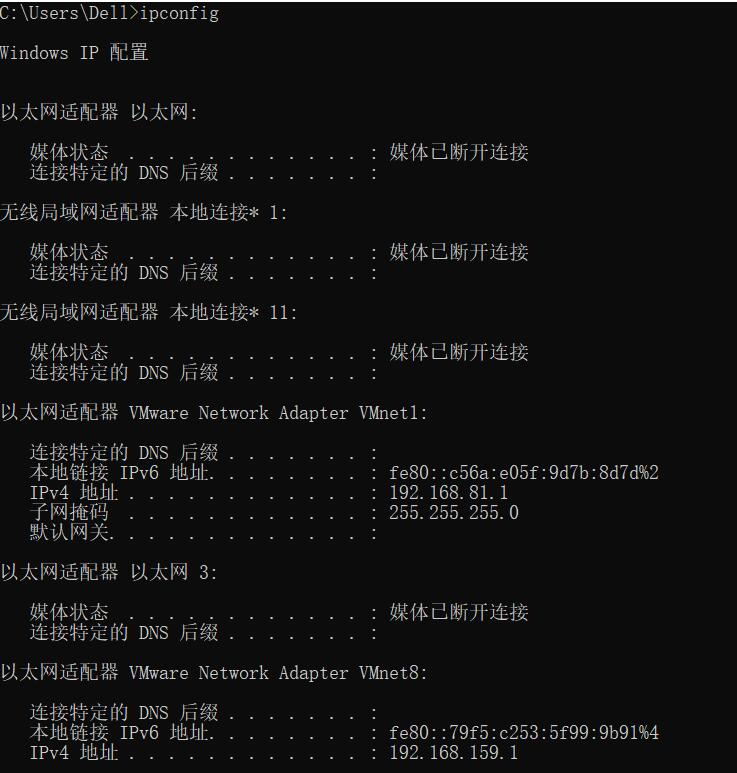 C:\Users\Dell>ipconfig
Windows IP 配置
以太网适配器 以太网:
媒体状态 . . . . . . . . . . . . : 媒体已断开连接
连接特定的 DNS 后缀 . . . . . . . :
无线局域网适配器 本地连接* 1:
媒体状态 . . . . . . . . . . . . : 媒体已断开连接
连接特定的 DNS 后缀 . . . . . . . :
无线局域网适配器 本地连接* 11:
媒体状态 . . . . . . . . . . . . : 媒体已断开连接
连接特定的 DNS 后缀 . . . . . . . :
以太网适配器 VMware Network Adapter VMnet1:
连接特定的 DNS 后缀 . . . . . . . :
本地链接 IPv6 地址. . . . . . . . : fe80::c56a:e05f:9d7b:8d7d%2
IPv4 地址 . . . . . . . . . . . . : 192.168.81.1
子网掩码  . . . . . . . . . . . . : 255.255.255.0
默认网关. . . . . . . . . . . . . :
以太网适配器 以太网 3:
媒体状态 . . . . . . . . . . . . : 媒体已断开连接
连接特定的 DNS 后缀 . . . . . . . :
以太网适配器 VMware Network Adapter VMnet8:
连接特定的 DNS 后缀 . . . . . . . :
本地链接 IPv6 地址. . . . . . . . : fe80::79f5:c253:5f99:9b91%4
IPv4 地址 . . . . . . . . . . . . : 192.168.159.1